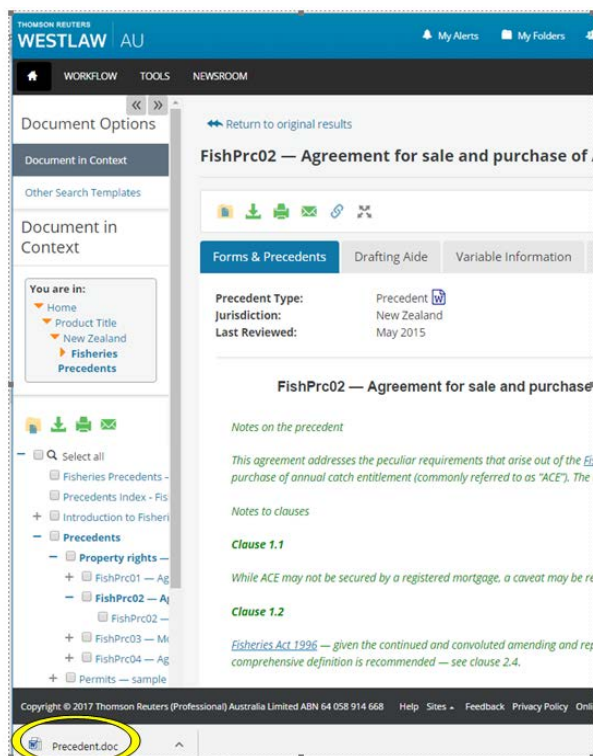 THOMSON REUTERS
WESTLAW AU
My Alerts My Folders
WORKFLOW TOOLS NEWSROOM
Document Options
Document in Context
Other Search Templates
Document in
Context
You are in:
Home
Product Title
New Zealand
Fisheries
Precedents
Select all
Fisheries Precedents -
Precedents Index - Fis
Introduction to Fisheri
Precedents
Property rights —
FishPrc01 — Ag
FishPrc02 — Ag
FishPrc02 —
FishPrc03 — Mo
FishPrc04 — Ag
Permits — sample
Return to original results
FishPrc02 — Agreement for sale and purchase of
Forms & Precedents Drafting Aide Variable Information
Precedent Type: Precedent
Jurisdiction: New Zealand
Last Reviewed: May 2015
FishPrc02 — Agreement for sale and purchase
Notes on the precedent
This agreement addresses the peculiar requirements that arise out of the
purchase of annual catch entitlement (commonly referred to as "ACE"). The
Notes to clauses
Clause 1.1
While ACE may not be secured by a registered mortgage, a caveat may be re
Clause 1.2
Fisheries Act 1996 — given the continued and convoluted amending and rep
comprehensive definition is recommended — see clause 2.4.
Copyright © 2017 Thomson Reuters (Professional) Australia Limited ABN 64 058 914 668 Help Sites Feedback Privacy Policy Onli
Precedent.doc